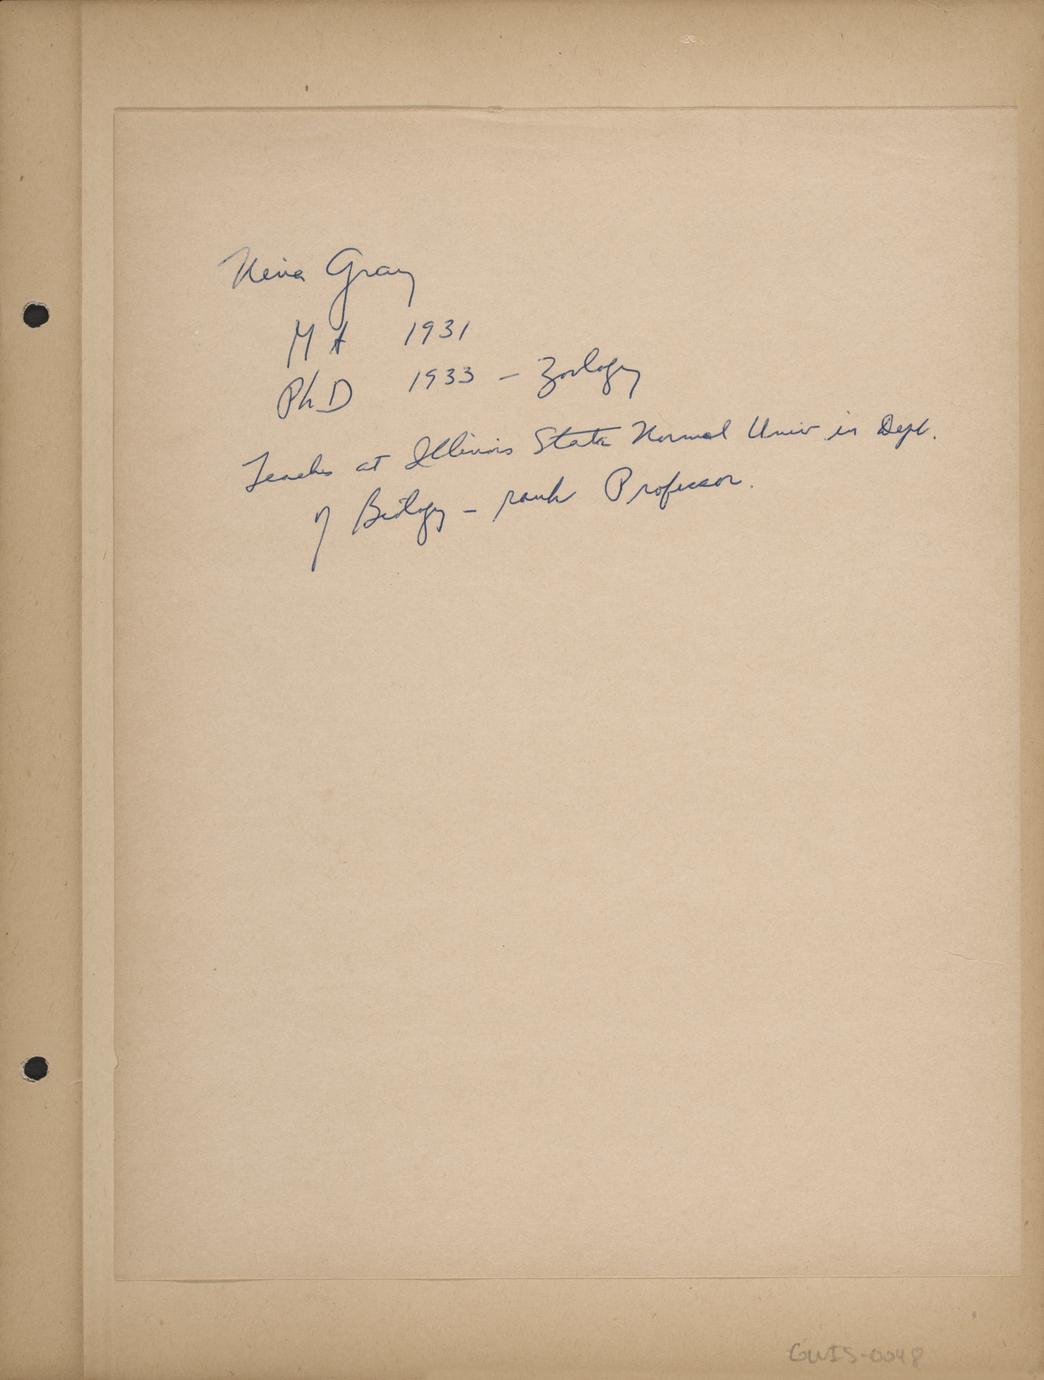 Neva Gray
MA 1931
PhD 1933 - Zoology
Teaches at Illinois State Normal Univ in Dept.
of Biology - rank Professor.
GWIS-0048